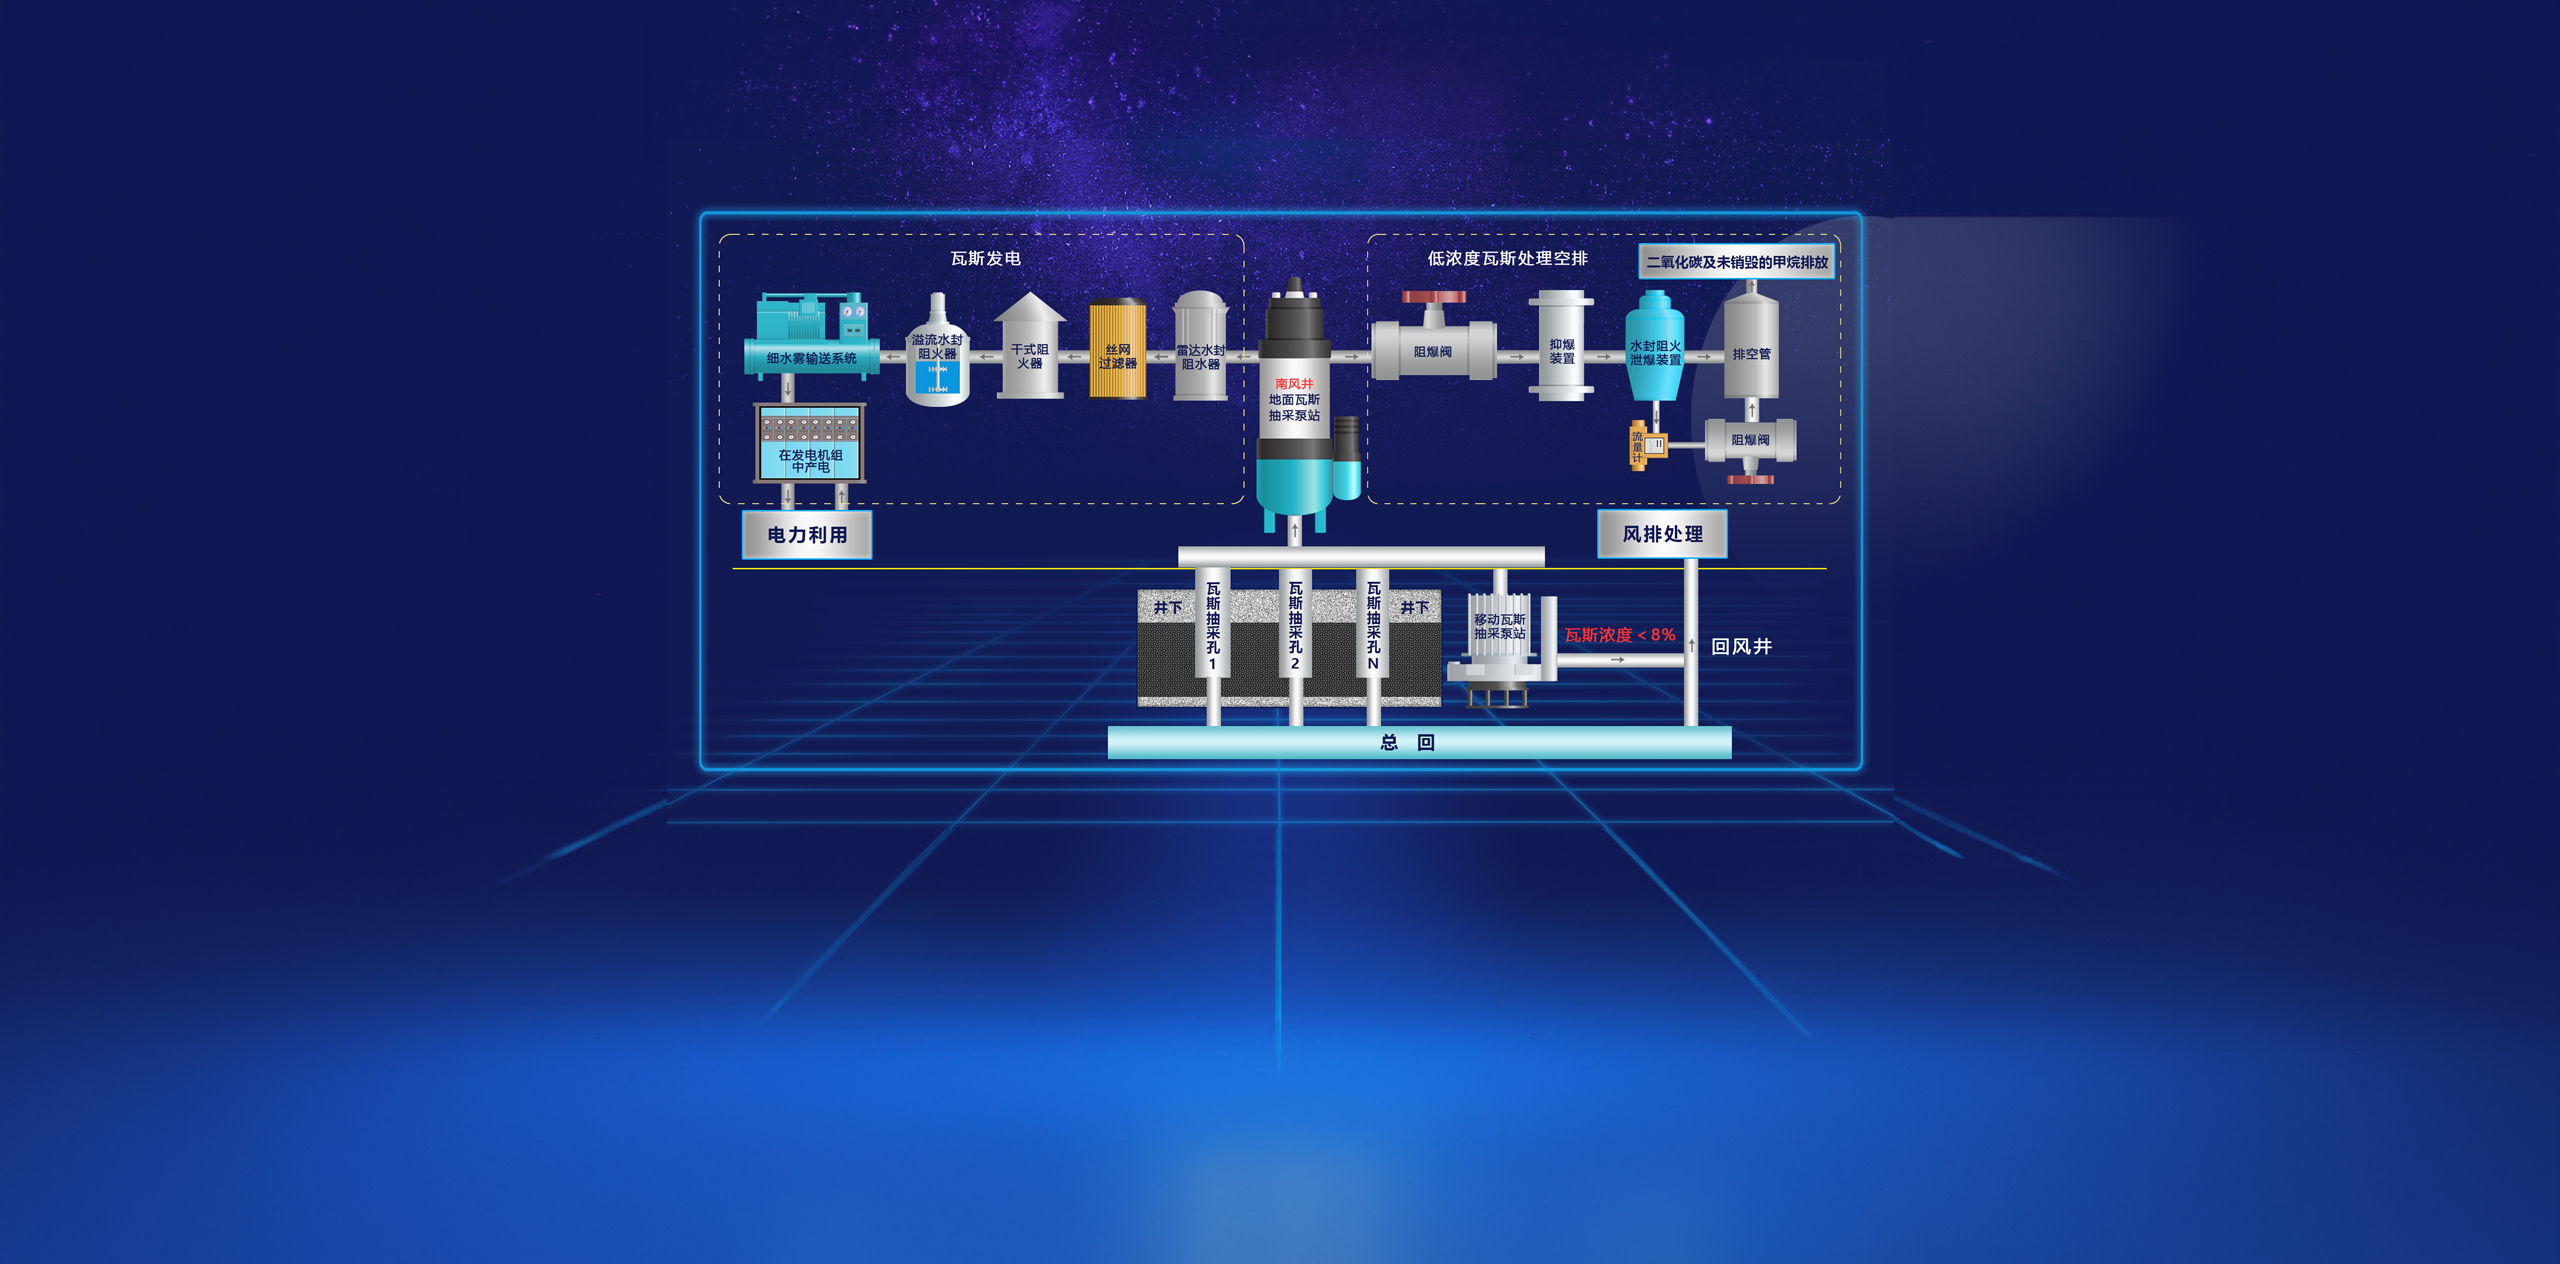 瓦斯发电
低浓度瓦斯处理空排
二氧化碳及未销毁的甲烷排放
细水雾输送系统
溢流水封
阻火器
干式阻
火器
丝网
过滤器
雷达水封
阻水器
南风井
地面瓦斯
抽采泵站
阻爆阀
抑爆
装置
水封阻火
泄爆装置
排空管
流量计
阻爆阀
在发电机组
中产电
电力利用
风排处理
井下
瓦斯抽采孔1
瓦斯抽采孔2
瓦斯抽采孔N
井下
移动瓦斯
抽采泵站
瓦斯浓度<8%
回风井
总 回